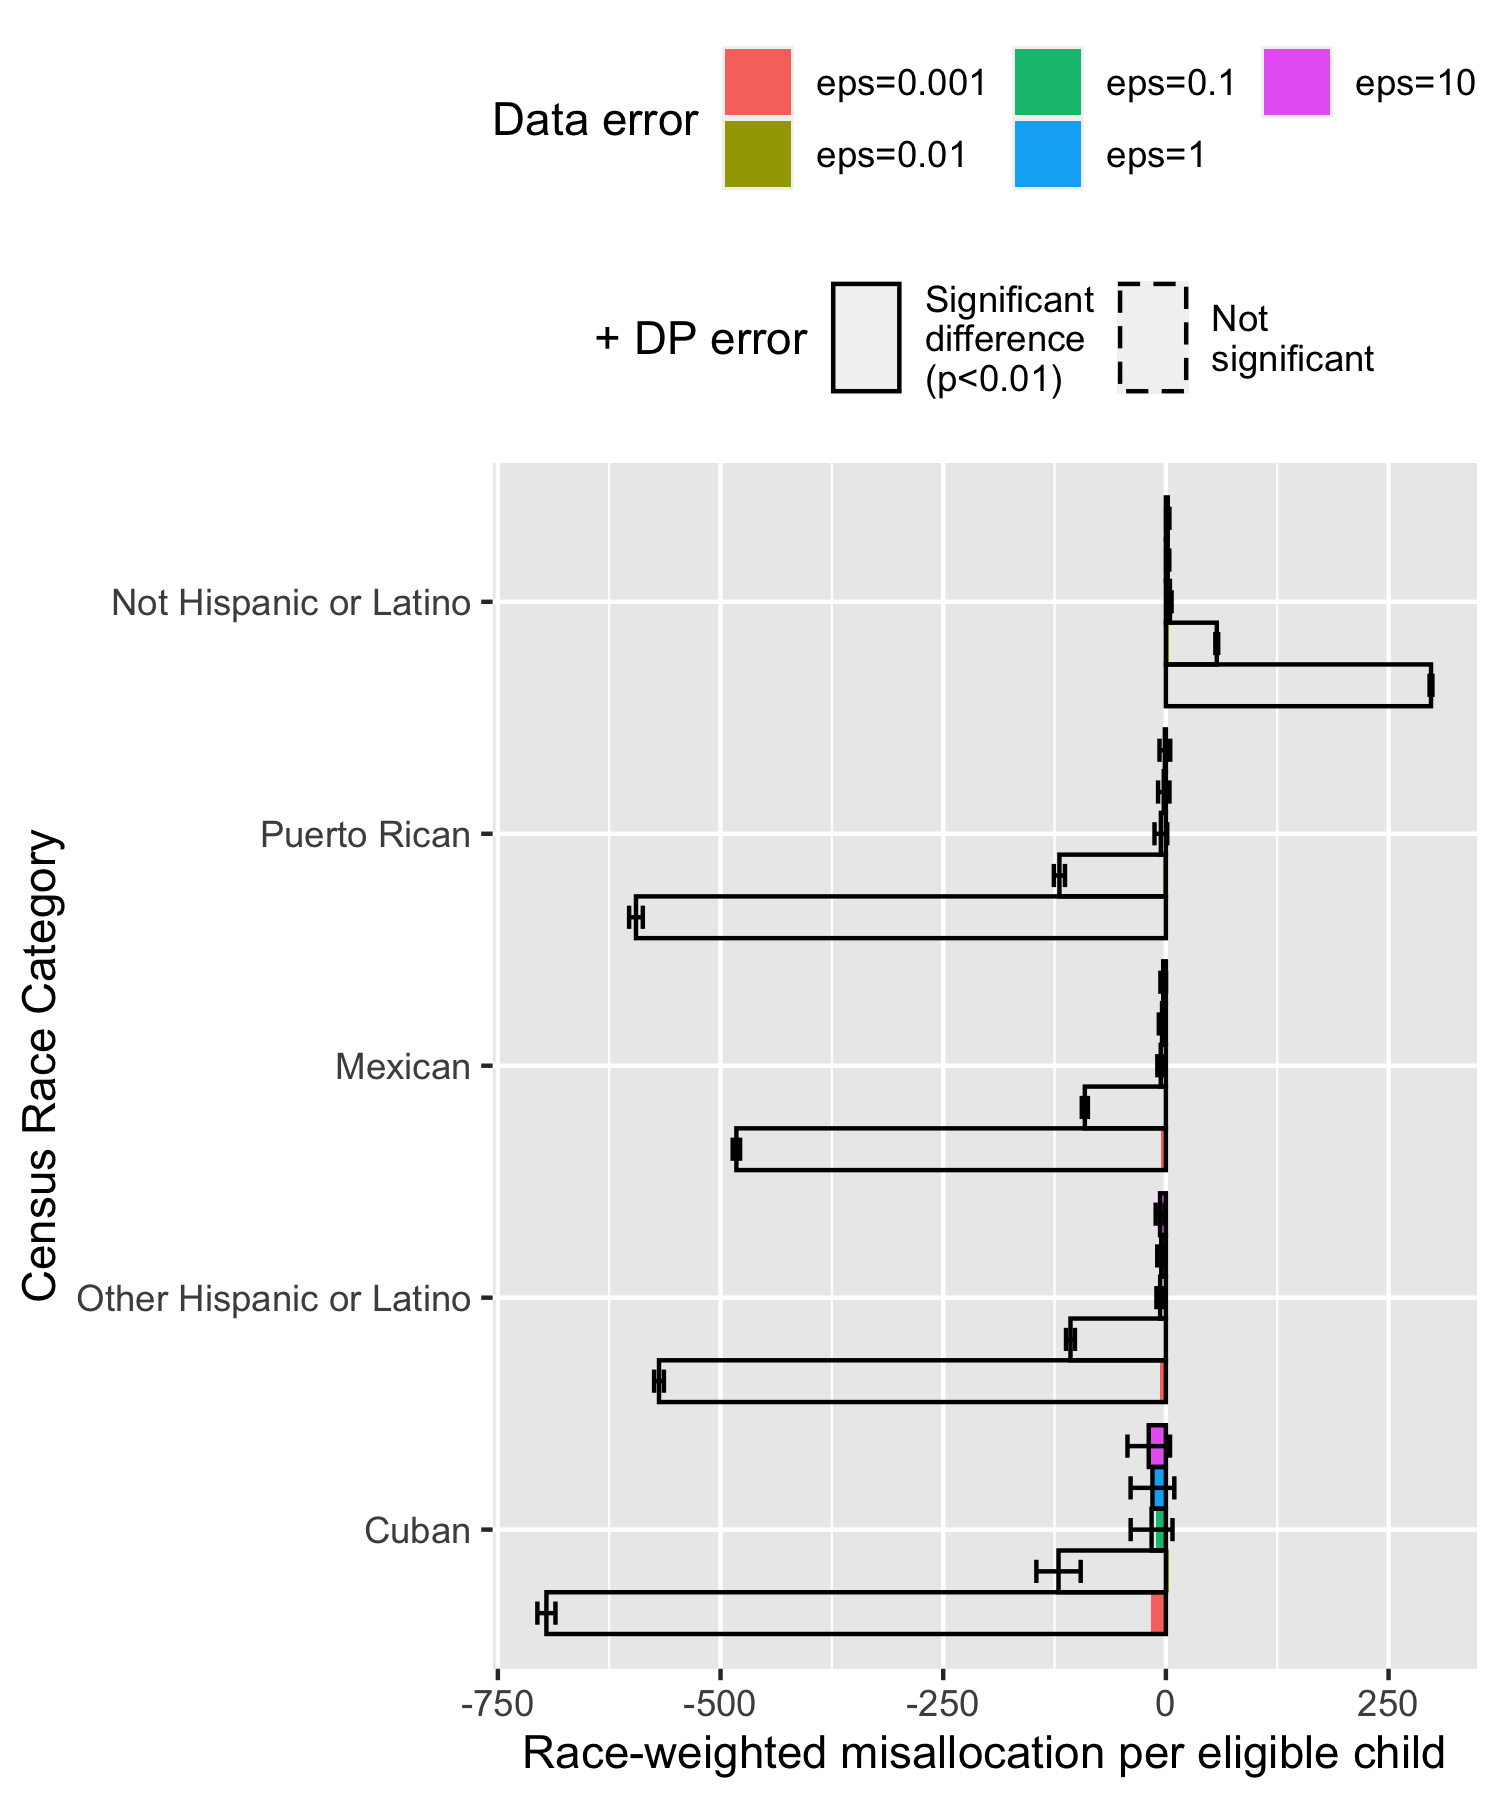 Data error
eps=0.001
eps=0.1
eps=10
eps=0.01
eps=1
+ DP error
Significant
difference
(p<0.01)
Not
significant
Census Race Category
Not Hispanic or Latino
Puerto Rican
Mexican
Other Hispanic or Latino
Cuban
-750
-500
-250
0
250
Race-weighted misallocation per eligible child